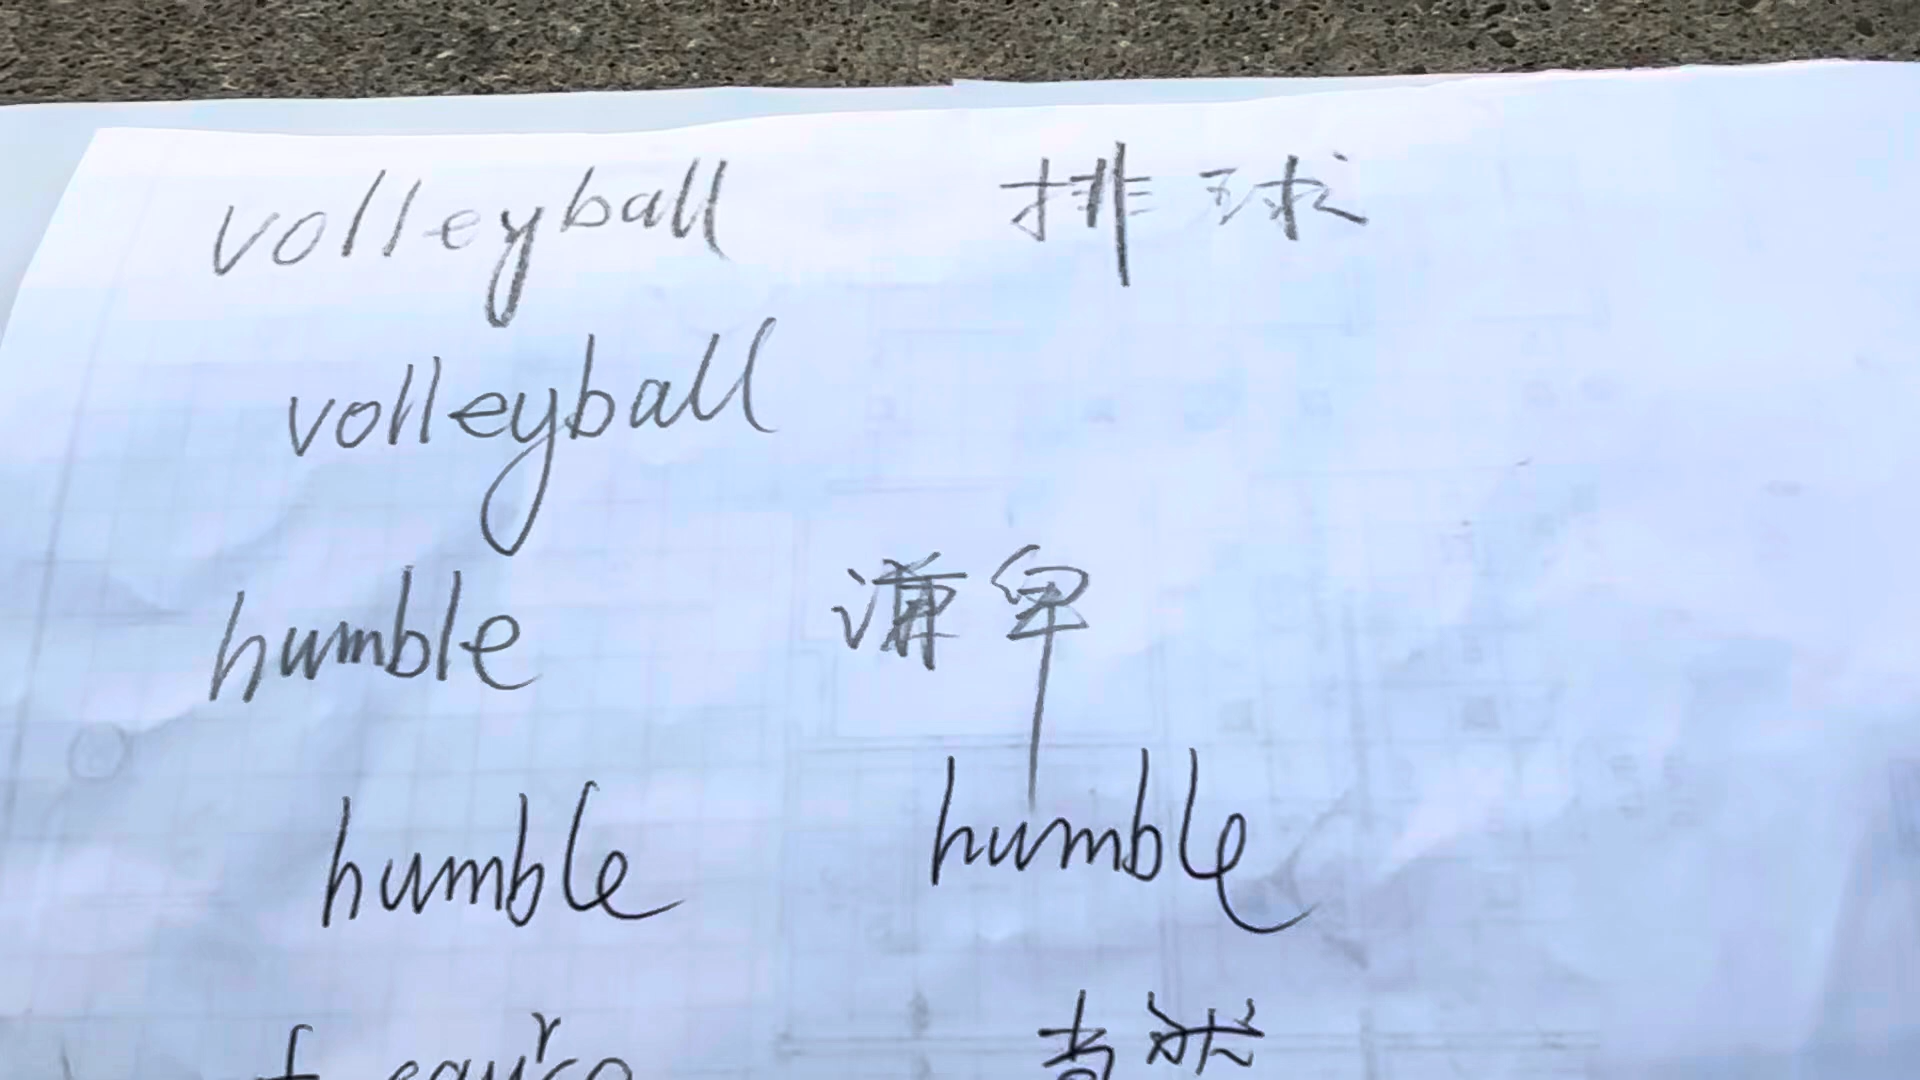 volleyball 排球
volleyball
humble 谦卑
humble humble